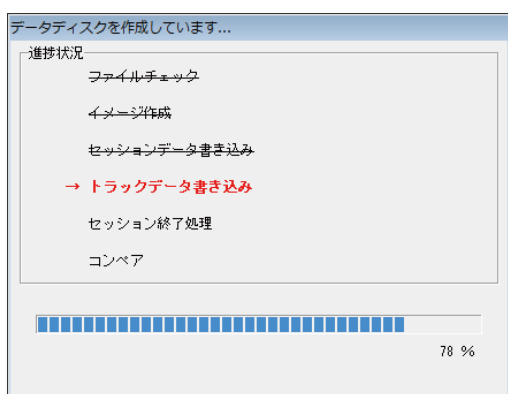 データディスクを作成しています...
進捗状況
ファイルチェック
イメージ作成
セッションデータ書き込み
→ トラックデータ書き込み
セッション終了処理
コンペア
78 %